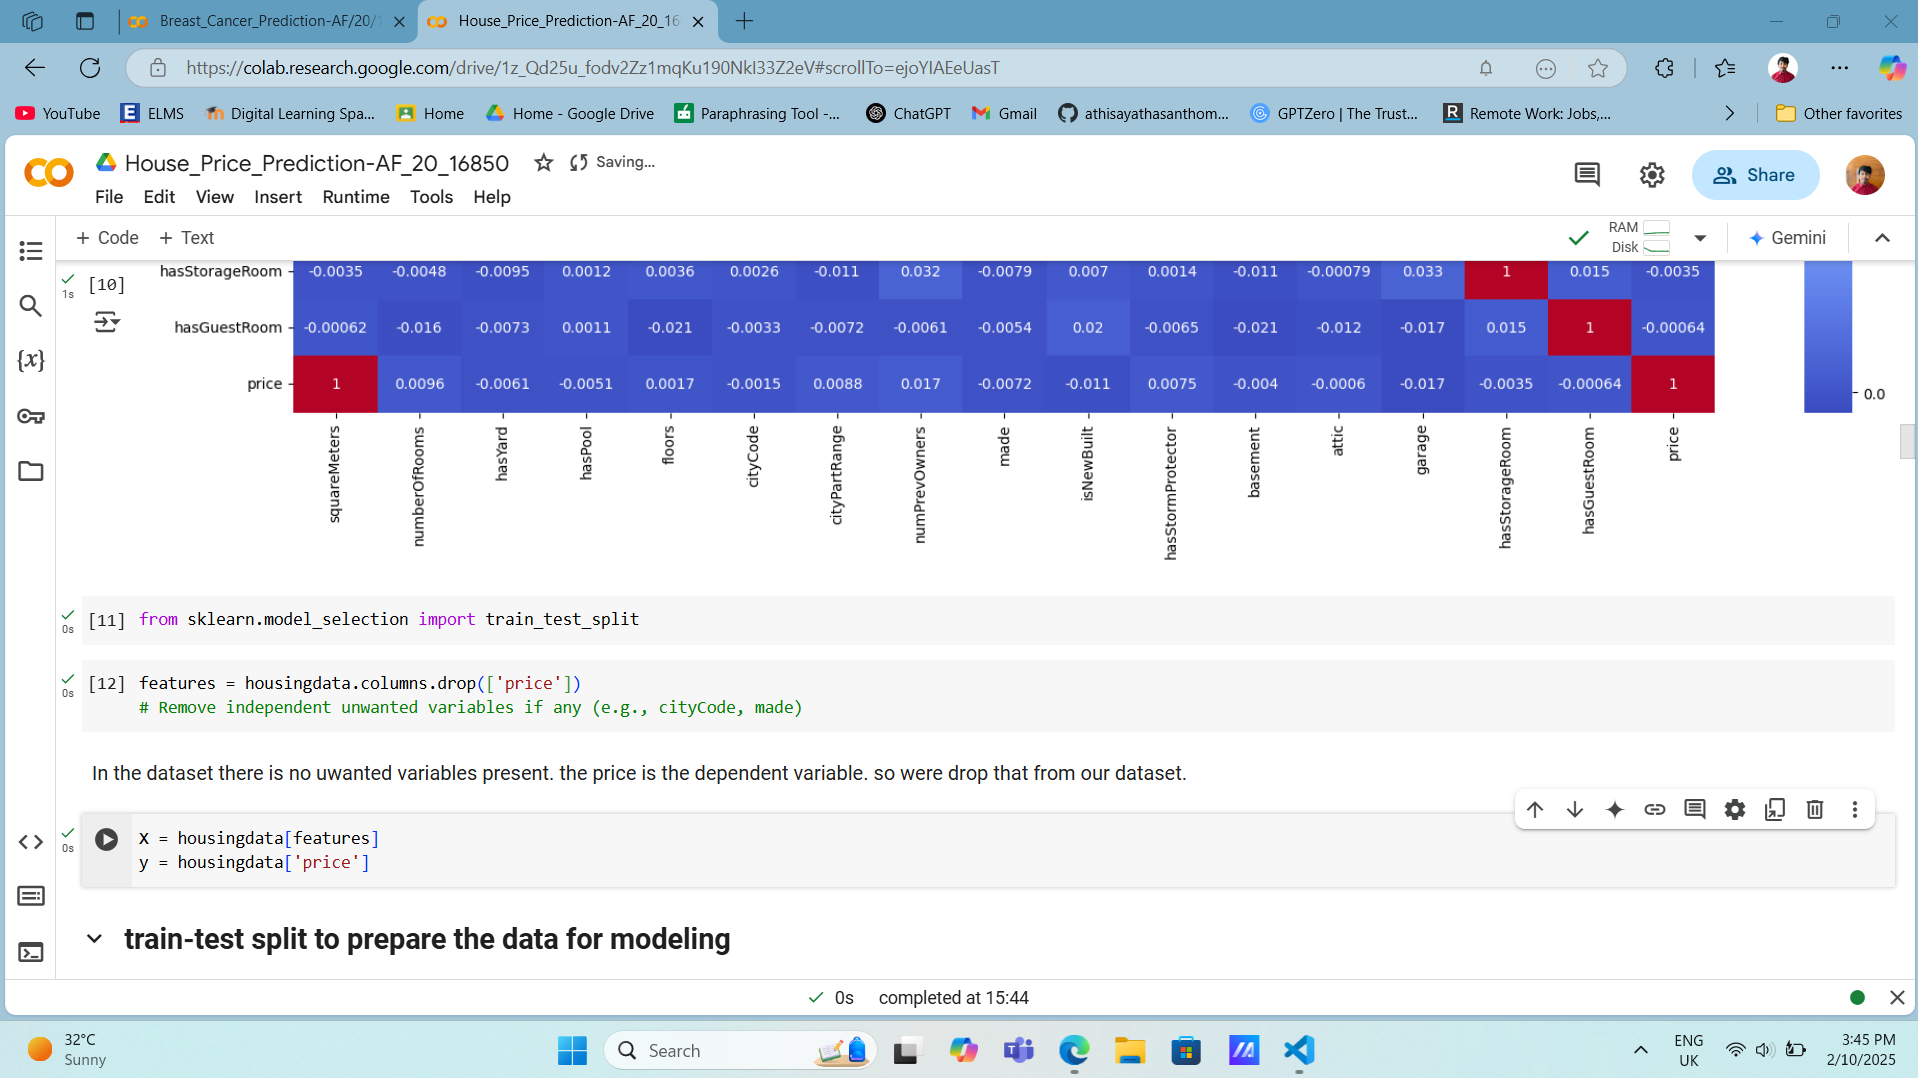 Breast_Cancer_Prediction-AF/20/1
House_Price_Prediction-AF_20_16
https://colab.research.google.com/drive/1z_Qd25u_fodv2Zz1mqKu190NkI33Z2eV#scrollTo=ejoYIAEeUasT
YouTube
ELMS
Digital Learning Spa...
Home
Home - Google Drive
Paraphrasing Tool -...
ChatGPT
Gmail
athisayathasanthom...
GPTZero | The Trust...
Remote Work: Jobs,...
Other favorites
House_Price_Prediction-AF_20_16850
Saving...
Share
File Edit View Insert Runtime Tools Help
+ Code + Text
RAM
Disk
Gemini
1s
[10]
hasStorageRoom -0.0035 -0.0048 -0.0095 0.0012 0.0036 0.0026 -0.011 0.032 -0.0079 0.007 0.0014 -0.011 -0.00079 0.033 1 0.015 -0.0035
hasGuestRoom -0.00062 -0.016 -0.0073 0.0011 -0.021 -0.0033 -0.0072 -0.0061 -0.0054 0.02 -0.0065 -0.021 -0.012 -0.017 0.015 1 -0.00064
price 1 0.0096 -0.0061 -0.0051 0.0017 -0.0015 0.0088 0.017 -0.0072 -0.011 0.0075 -0.004 -0.0006 -0.017 -0.0035 -0.00064 1
0.0
squareMeters
numberOfRooms
hasYard
hasPool
floors
cityCode
cityPartRange
numPrevOwners
made
isNewBuilt
hasStormProtector
basement
attic
garage
hasStorageRoom
hasGuestRoom
price
0s
[11] from sklearn.model_selection import train_test_split
0s
[12] features = housingdata.columns.drop(['price'])
# Remove independent unwanted variables if any (e.g., cityCode, made)
In the dataset there is no uwanted variables present. the price is the dependent variable. so were drop that from our dataset.
0s
X = housingdata[features]
y = housingdata['price']
train-test split to prepare the data for modeling
0s completed at 15:44
32°C
Sunny
Search
ENG
UK
3:45 PM
2/10/2025